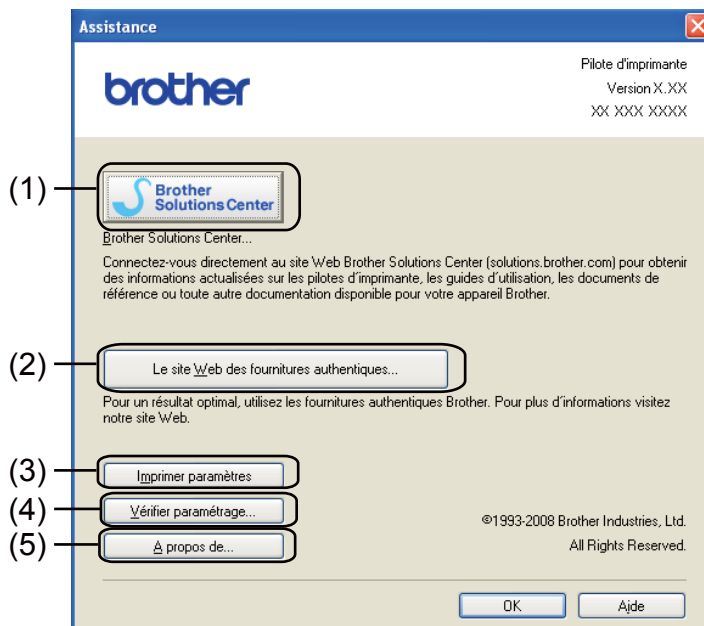 Assistance
brother
Pilote d'imprimante
Version X.XX
XX XXX XXXX
(1)
Brother
Solutions Center
Brother Solutions Center...
Connectez-vous directement au site Web Brother Solutions Center (solutions.brother.com) pour obtenir
des informations actualisées sur les pilotes d'imprimante, les guides d'utilisation, les documents de
référence ou toute autre documentation disponible pour votre appareil Brother.
(2)
Le site Web des fournitures authentiques...
Pour un résultat optimal, utilisez les fournitures authentiques Brother. Pour plus d'informations visitez
notre site Web.
(3)
Imprimer paramètres
(4)
Vérifier paramétrage...
(5)
A propos de...
©1993-2008 Brother Industries, Ltd.
All Rights Reserved.
OK
Aide